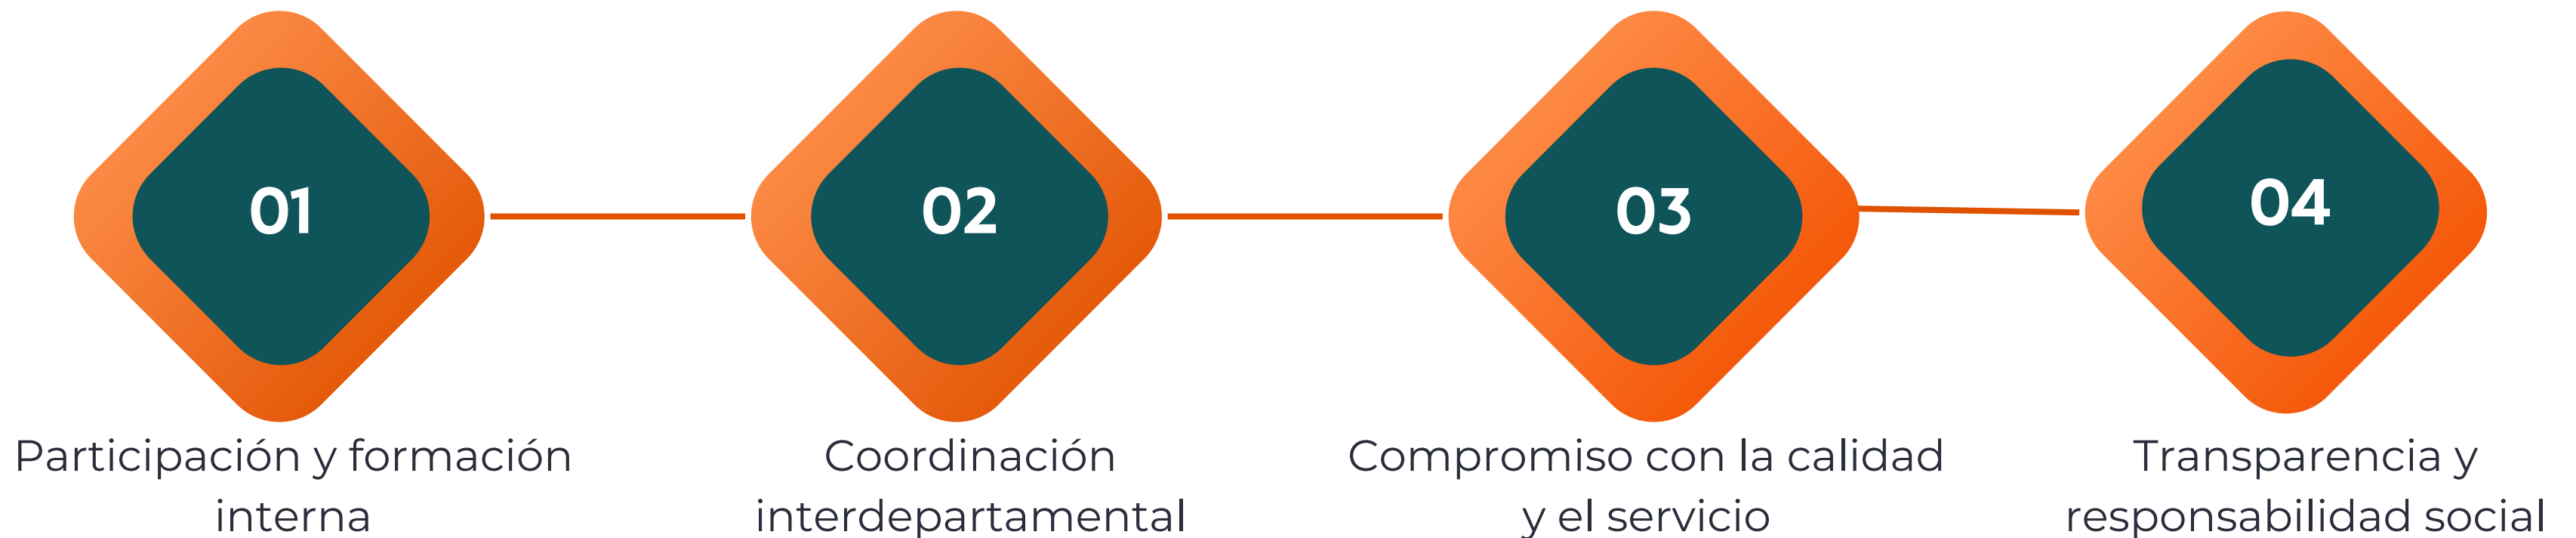 01
02
03
04
Participación y formación
interna
Coordinación
interdepartamental
Compromiso con la calidad
y el servicio
Transparencia y
responsabilidad social